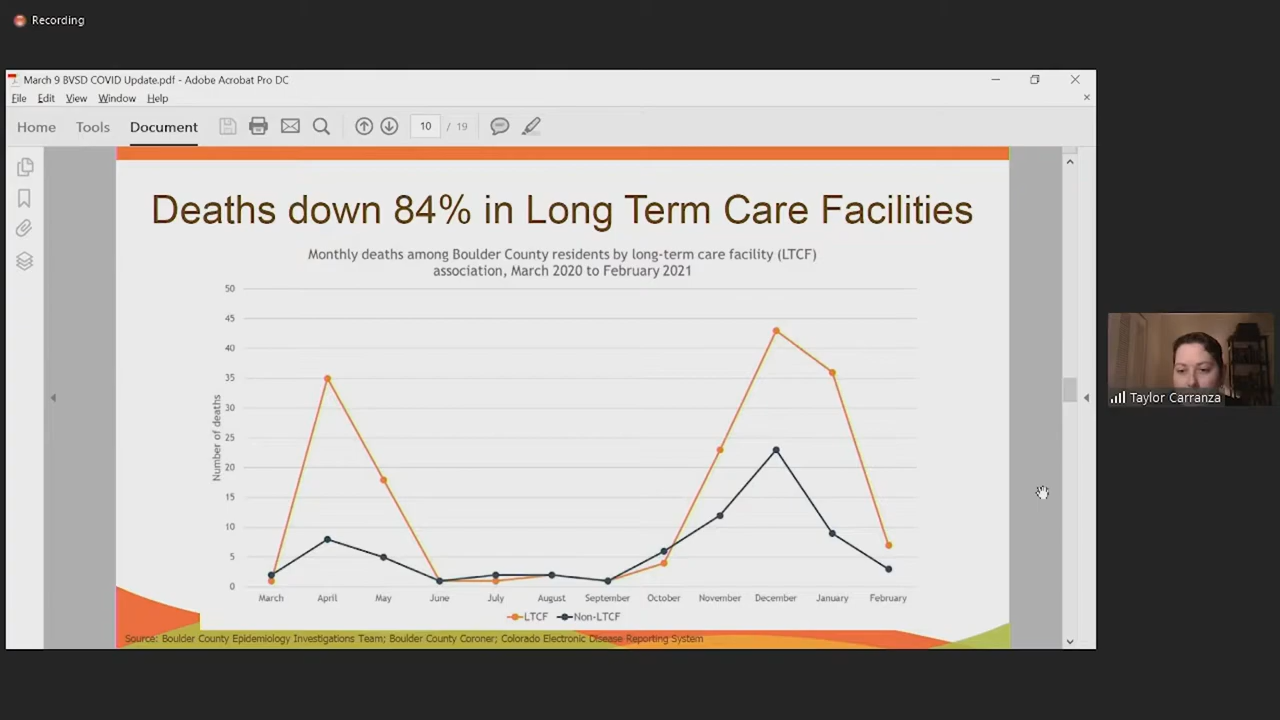 Recording
March 9 BVSD COVID Update.pdf - Adobe Acrobat Pro DC
File Edit View Window Help
Home Tools Document 10 / 19
Deaths down 84% in Long Term Care Facilities
Monthly deaths among Boulder County residents by long-term care facility (LTCF)
association, March 2020 to February 2021
Number of deaths
50
45
40
35
30
25
20
15
10
5
0
March April May June July August September October November December January February
LTCF Non-LTCF
Source: Boulder County Epidemiology Investigations Team; Boulder County Coroner; Colorado Electronic Disease Reporting System
Taylor Carranza